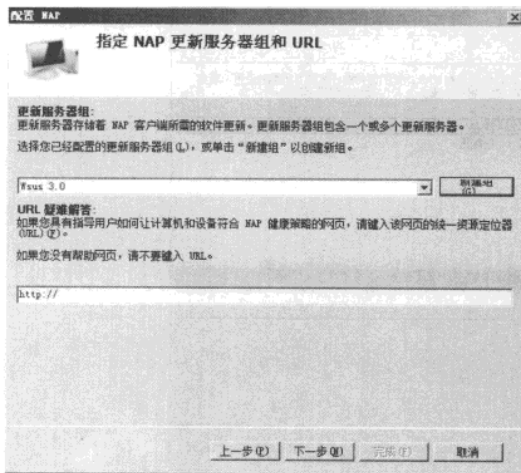 配置 NAP
指定 NAP 更新服务器组和 URL
更新服务器组:
更新服务器存储着 NAP 客户端所需的软件更新。更新服务器组包含一个或多个更新服务器。
选择您已经配置的更新服务器组(L)，或单击“新建组”以创建新组。
Wsus 3.0
新建组
(G)
URL 疑难解答:
如果您具有指导用户如何让计算机和设备符合 NAP 健康策略的网页，请键入该网页的统一资源定位器
(URL)(T)。
如果您没有帮助网页，请不要键入 URL。
http://
上一步(P)
下一步(N)
完成(F)
取消